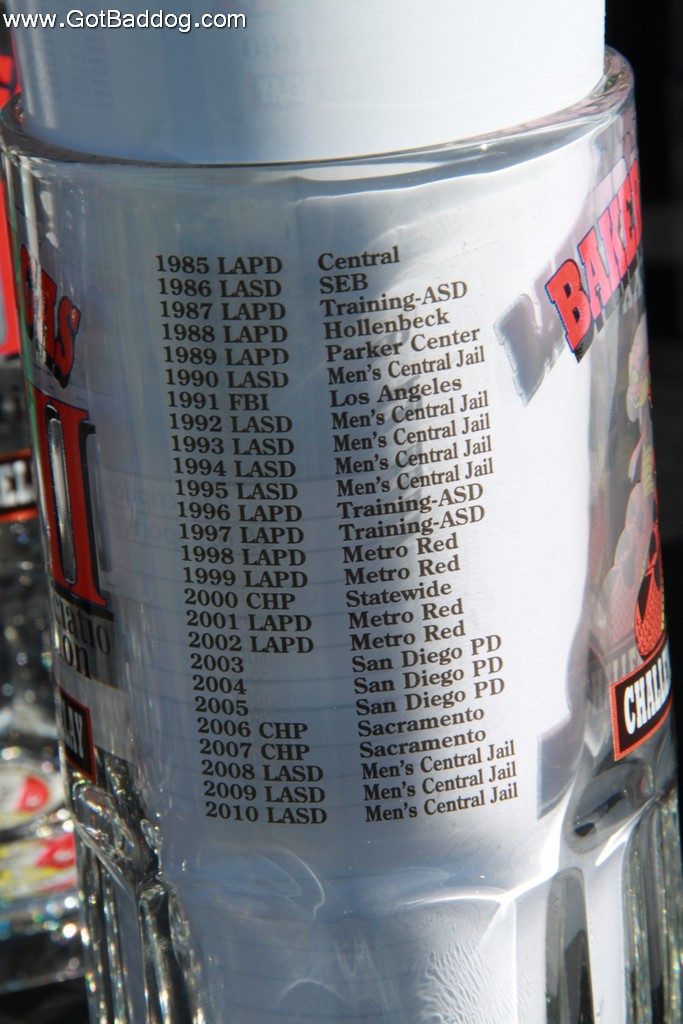 www.GotBaddog.com
1985 LAPD Central
1986 LASD SEB
1987 LAPD Training-ASD
1988 LAPD Hollenbeck
1989 LAPD Parker Center
1990 LASD Men's Central Jail
1991 FBI Los Angeles
1992 LASD Men's Central Jail
1993 LASD Men's Central Jail
1994 LASD Men's Central Jail
1995 LASD Men's Central Jail
1996 LAPD Training-ASD
1997 LAPD Training-ASD
1998 LAPD Metro Red
1999 LAPD Metro Red
2000 CHP Statewide
2001 LAPD Metro Red
2002 LAPD Metro Red
2003 San Diego PD
2004 San Diego PD
2005 San Diego PD
2006 CHP Sacramento
2007 CHP Sacramento
2008 LASD Men's Central Jail
2009 LASD Men's Central Jail
2010 LASD Men's Central Jail
BAKE
CHALLE